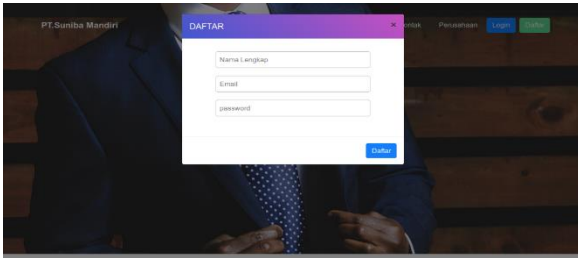 PT.Suniba Mandiri
DAFTAR
×
ontak
Perusahaan
Login
Daftar
Nama Lengkap
Email
password
Daftar